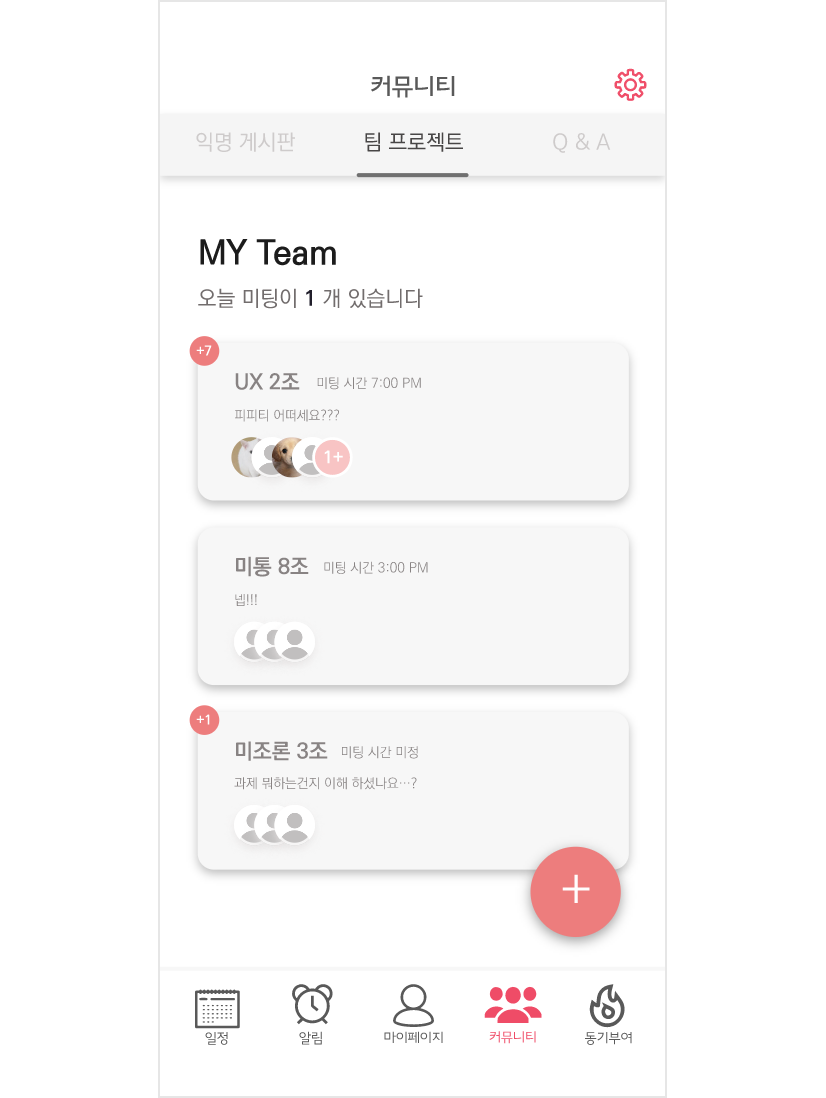 커뮤니티
익명 게시판 팀 프로젝트 Q & A
MY Team
오늘 미팅이 1 개 있습니다
+7
UX 2조 미팅 시간 7:00 PM
피피티 어떠세요???
1+
미통 8조 미팅 시간 3:00 PM
넵!!!
+1
미조론 3조 미팅 시간 미정
과제 뭐하는건지 이해 하셨나요…?
+
일정 알림 마이페이지 커뮤니티 동기부여